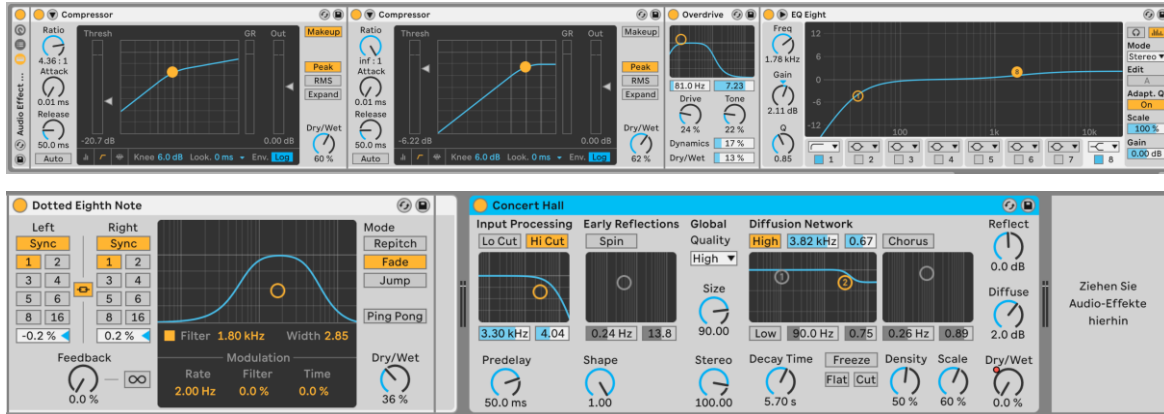 Audio Effect ...
Compressor
Ratio
4.36 : 1
Attack
0.01 ms
Release
50.0 ms
Auto
Thresh
GR
Out
-20.7 dB
0.00 dB
Knee 6.0 dB Look. 0 ms Env. Log
Makeup
Peak
RMS
Expand
Dry/Wet
60 %
Compressor
Ratio
inf : 1
Attack
0.01 ms
Release
50.0 ms
Auto
Thresh
GR
Out
-6.22 dB
0.00 dB
Knee 6.0 dB Look. 0 ms Env. Log
Makeup
Peak
RMS
Expand
Dry/Wet
62 %
Overdrive
81.0 Hz 7.23
Drive Tone
24 % 22 %
Dynamics 17 %
Dry/Wet 13 %
EQ Eight
Freq
1.78 kHz
Gain
2.11 dB
Q
0.85
12
6
0
-6
-12
100 1k 10k
1
8
1 2 3 4 5 6 7 8
Mode
Stereo
Edit
A
Adapt. Q
On
Scale
100 %
Gain
0.00 dB
Dotted Eighth Note
Left Right
Sync Sync
1 2 1 2
3 4 3 4
5 6 5 6
8 16 8 16
-0.2 % 0.2 %
Feedback
0.0 %
Filter 1.80 kHz Width 2.85
Modulation
Rate Filter Time
2.00 Hz 0.0 % 0.0 %
Mode
Repitch
Fade
Jump
Ping Pong
Dry/Wet
36 %
Concert Hall
Input Processing
Lo Cut Hi Cut
3.30 kHz 4.04
Predelay
50.0 ms
Early Reflections
Spin
0.24 Hz 13.8
Shape
1.00
Global
Quality
High
Size
90.00
Stereo
100.00
Diffusion Network
High 3.82 kHz 0.67 Chorus
1 2
Low 90.0 Hz 0.75 0.26 Hz 0.89
Decay Time
5.70 s
Freeze
Flat Cut
Density
50 %
Scale
60 %
Reflect
0.0 dB
Diffuse
2.0 dB
Dry/Wet
0.0 %
Ziehen Sie
Audio-Effekte
hierhin